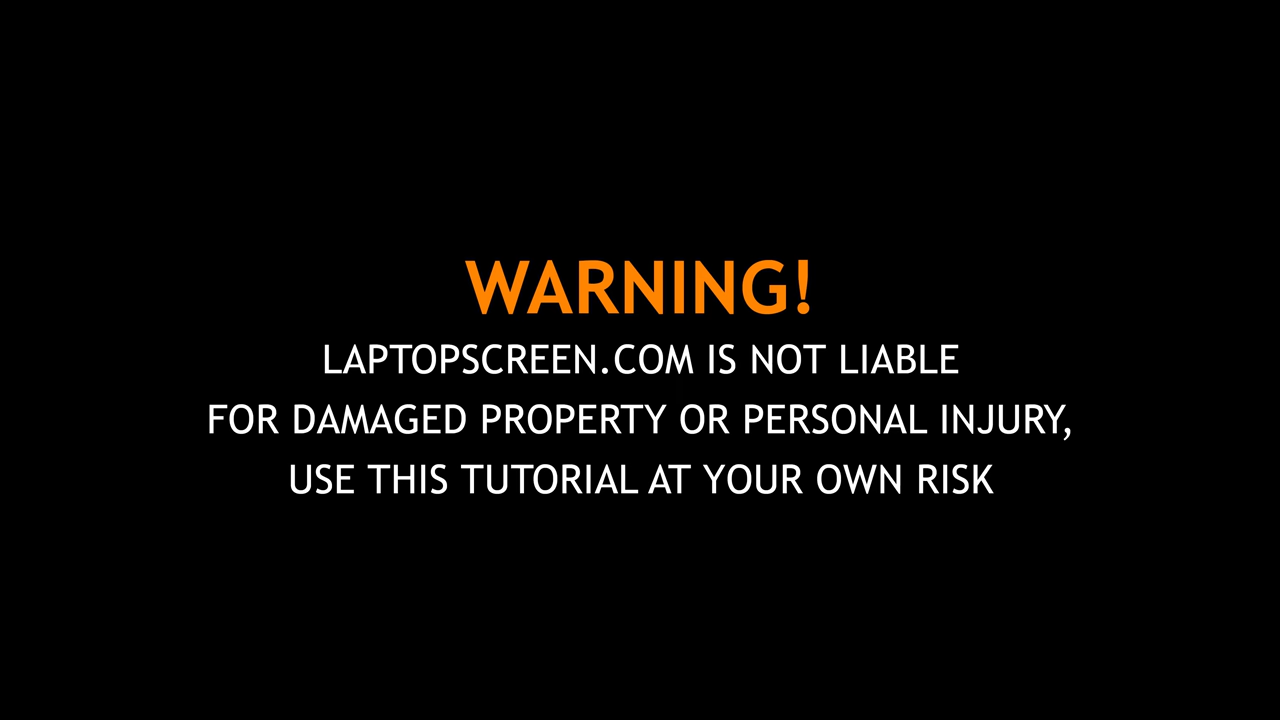 WARNING!
LAPTOPSCREEN.COM IS NOT LIABLE
FOR DAMAGED PROPERTY OR PERSONAL INJURY,
USE THIS TUTORIAL AT YOUR OWN RISK